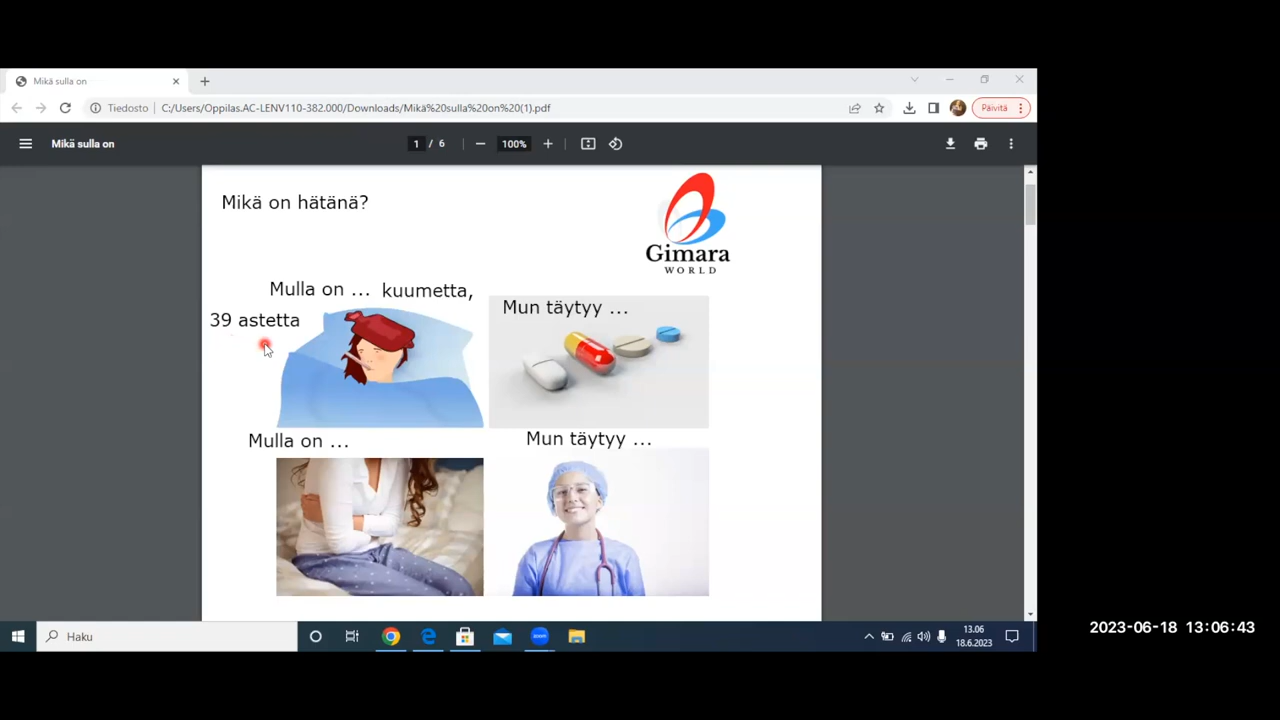 Mikä sulla on
Tiedosto
C:/Users/Oppilas.AC-LENV110-382.000/Downloads/Mikä%20sulla%20on%20(1).pdf
Päivitä
Mikä sulla on
1 / 6
100%
Mikä on hätänä?
Gimara
WORLD
Mulla on … kuumetta,
39 astetta
Mun täytyy …
Mulla on …
Mun täytyy …
Haku
zoom
13.06
18.6.2023
2023-06-18 13:06:43